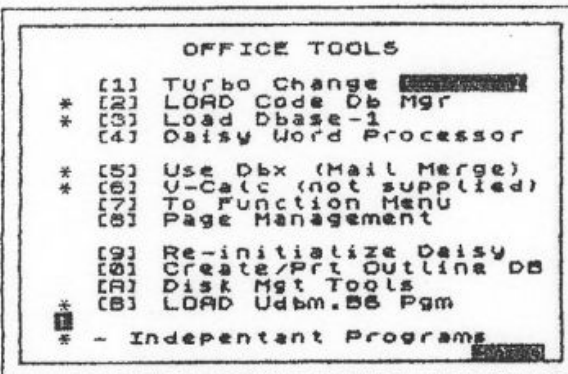 OFFICE TOOLS
[1] Turbo Change
* [2] LOAD Code Db Mgr
* [3] Load Dbase-1
[4] Daisy Word Processor
* [5] Use Dbx (Mail Merge)
* [6] V-Calc (not supplied)
[7] To Function Menu
[8] Page Management
[9] Re-initialize Daisy
[0] Create/Prt Outline DB
[A] Disk Mgt Tools
* [B] LOAD Udbm.B6 Pgm
* - Indepentant Programs